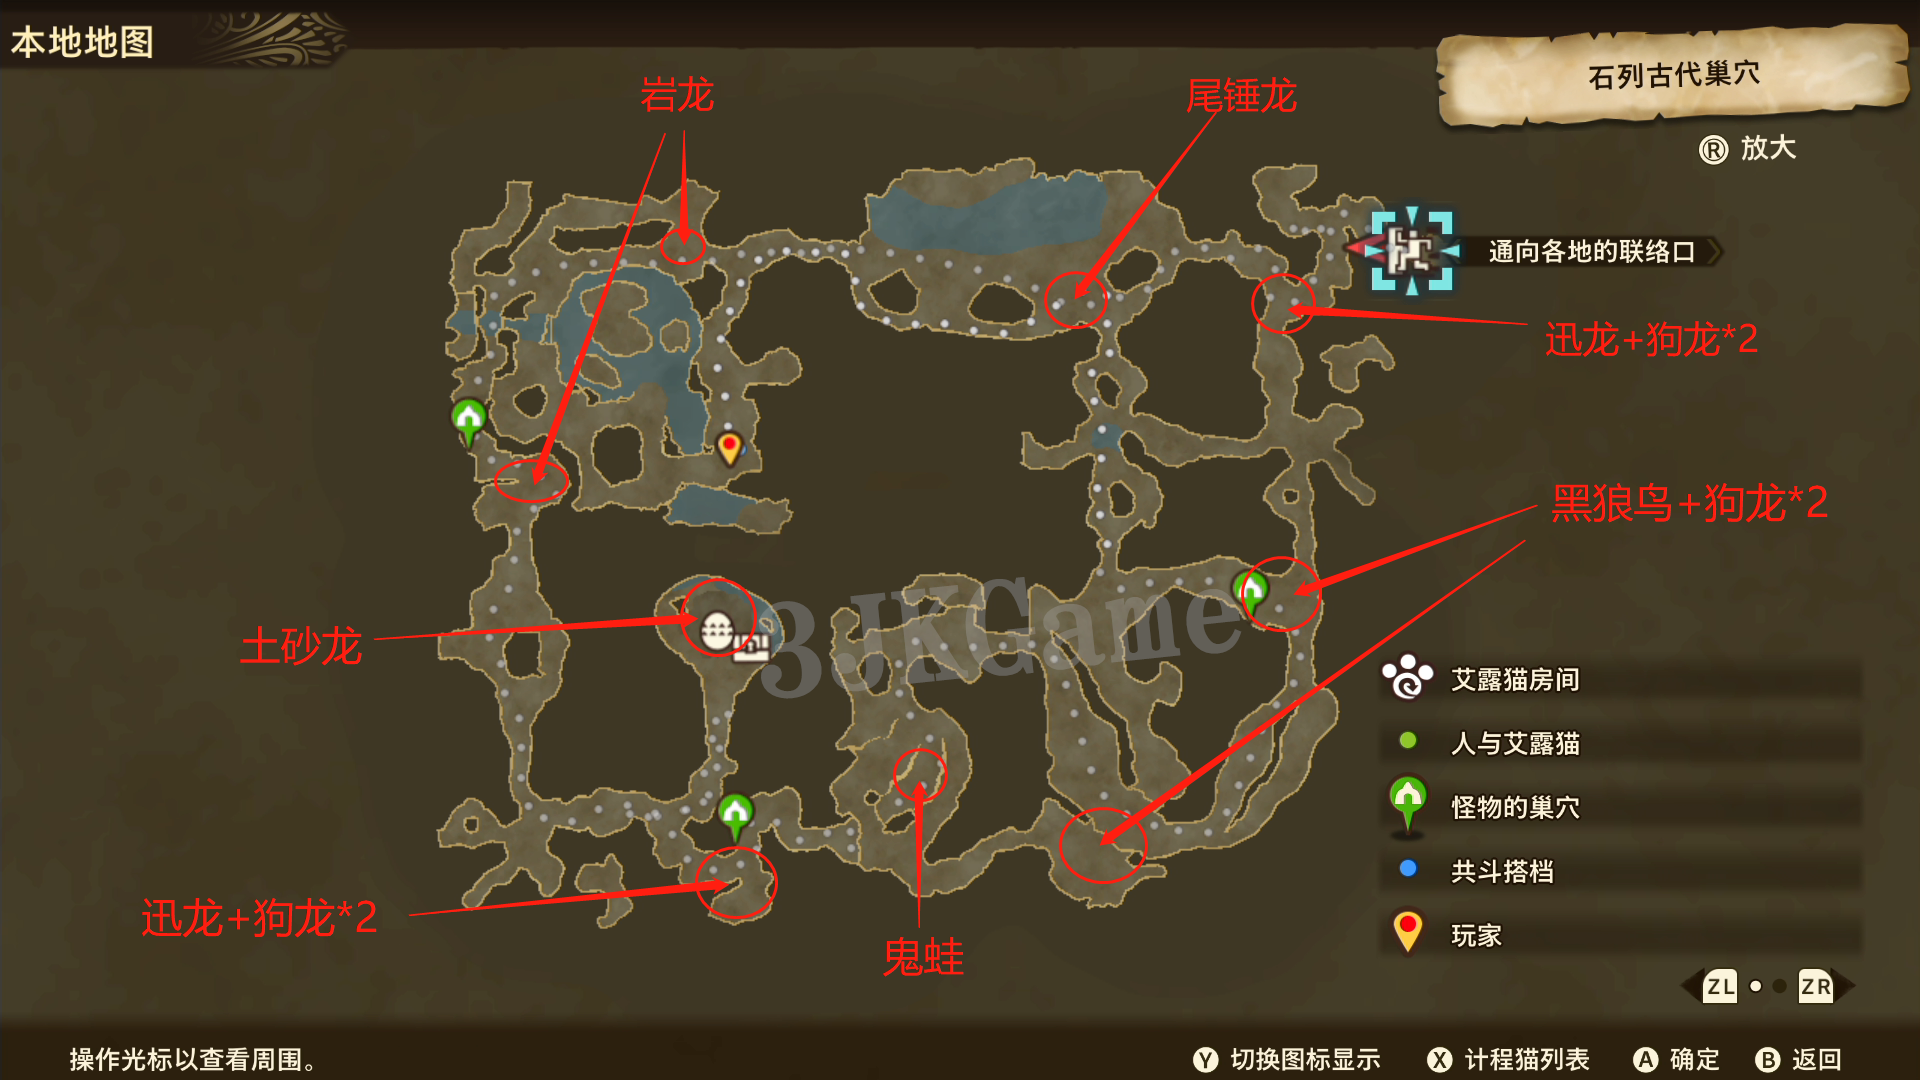 本地地图
石列古代巢穴
Ⓡ 放大
岩龙
尾锤龙
通向各地的联络口
迅龙+狗龙*2
黑狼鸟+狗龙*2
土砂龙
3JKGame
艾露猫房间
人与艾露猫
怪物的巢穴
共斗搭档
玩家
迅龙+狗龙*2
鬼蛙
ZL ZR
操作光标以查看周围。
Y 切换图标显示 X 计程猫列表 A 确定 B 返回